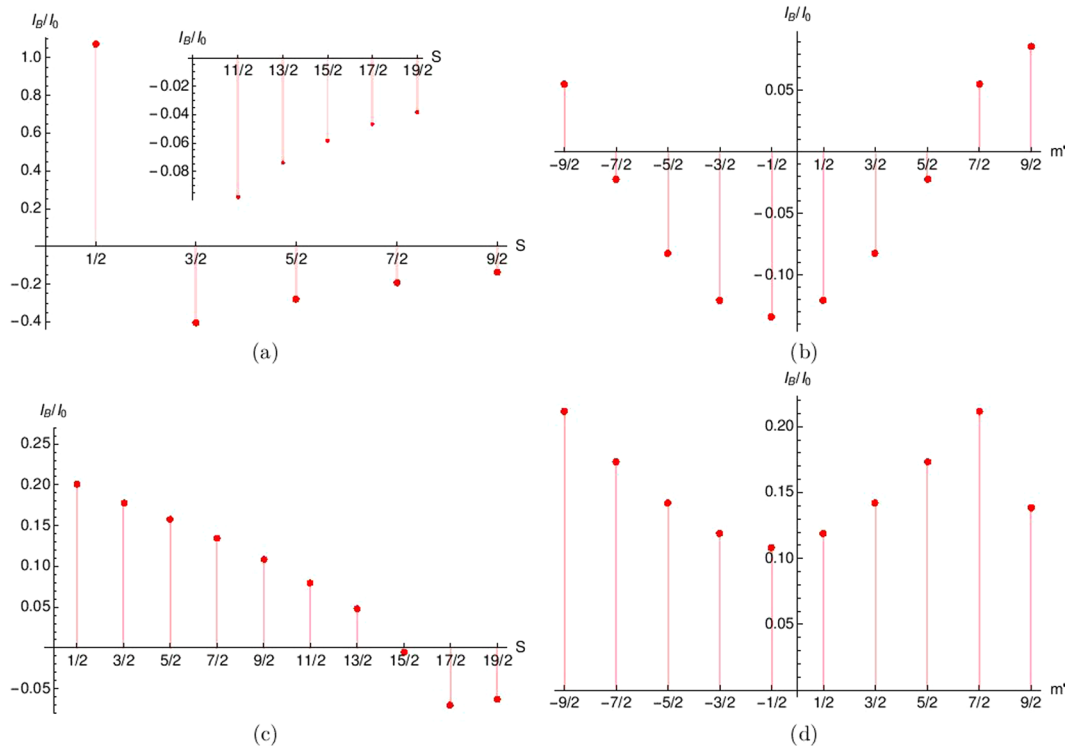 I_B/I_0
1.0
0.8
0.6
0.4
0.2
−0.2
−0.4
1/2 3/2 5/2 7/2 9/2 S
I_B/I_0
S
11/2 13/2 15/2 17/2 19/2
−0.02
−0.04
−0.06
−0.08
(a)
I_B/I_0
0.05
−0.05
−0.10
−9/2 −7/2 −5/2 −3/2 −1/2 1/2 3/2 5/2 7/2 9/2 m'
(b)
I_B/I_0
0.25
0.20
0.15
0.10
0.05
−0.05
1/2 3/2 5/2 7/2 9/2 11/2 13/2 15/2 17/2 19/2 S
(c)
I_B/I_0
0.20
0.15
0.10
0.05
−9/2 −7/2 −5/2 −3/2 −1/2 1/2 3/2 5/2 7/2 9/2 m'
(d)